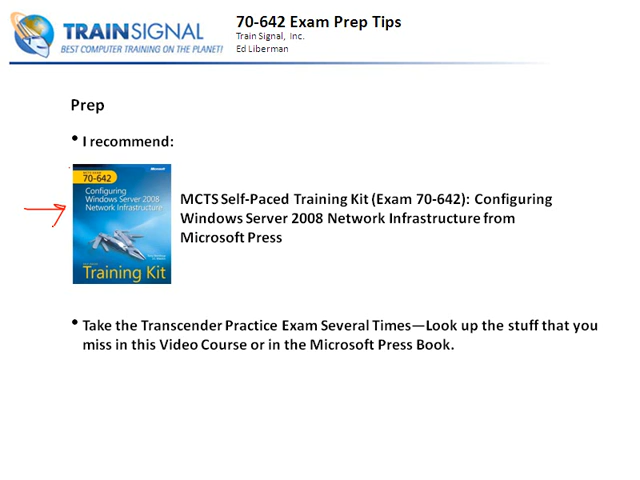 TRAINSIGNAL
BEST COMPUTER TRAINING ON THE PLANET!
70-642 Exam Prep Tips
Train Signal, Inc.
Ed Liberman
Prep
• I recommend:
Microsoft
70-642
Configuring
Windows Server 2008
Network Infrastructure
Training Kit
MCTS Self-Paced Training Kit (Exam 70-642): Configuring
Windows Server 2008 Network Infrastructure from
Microsoft Press
• Take the Transcender Practice Exam Several Times—Look up the stuff that you
miss in this Video Course or in the Microsoft Press Book.